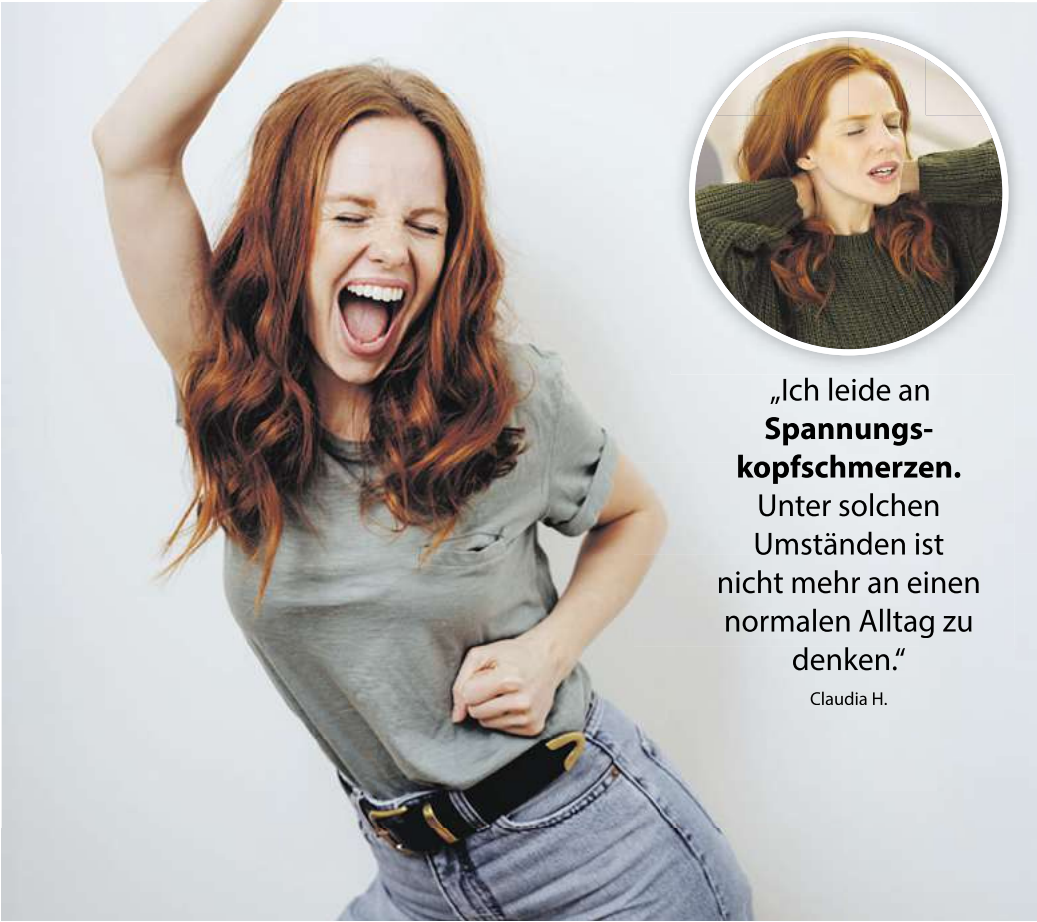 „Ich leide an
Spannungs-
kopfschmerzen.
Unter solchen
Umständen ist
nicht mehr an einen
normalen Alltag zu
denken.“
Claudia H.